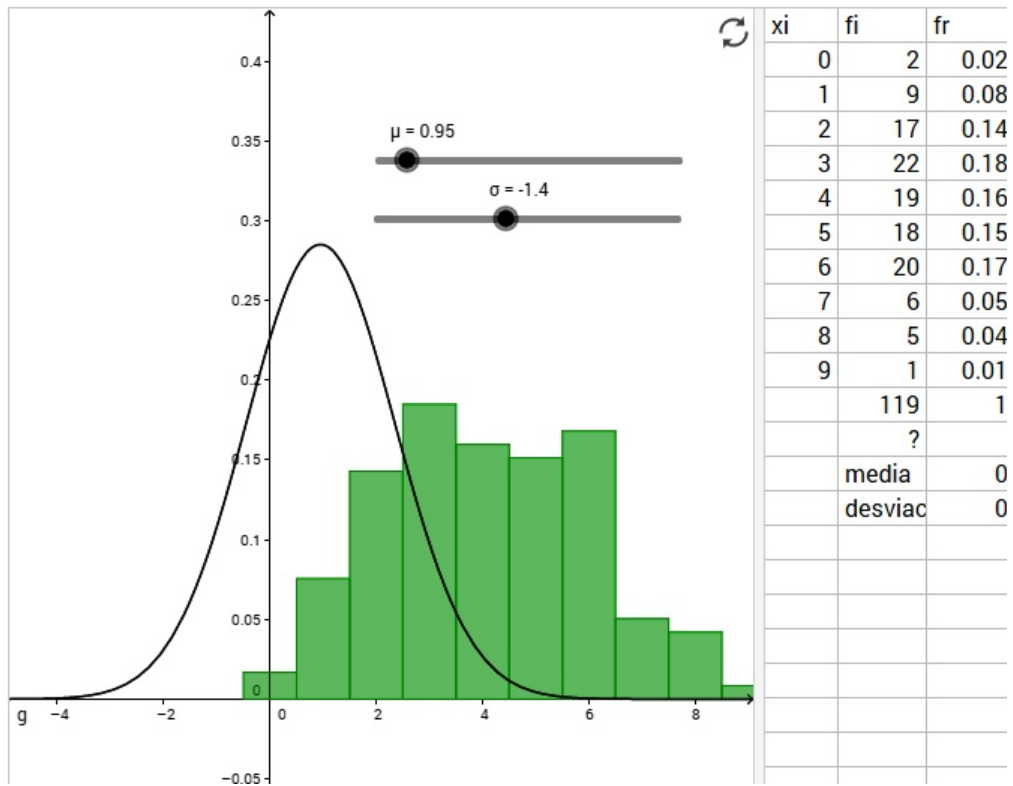 0.4
0.35
0.3
0.25
0.2
0.15
0.1
0.05
0
−0.05
g
−4
−2
0
2
4
6
8
μ = 0.95
σ = -1.4
xi fi fr
0 2 0.02
1 9 0.08
2 17 0.14
3 22 0.18
4 19 0.16
5 18 0.15
6 20 0.17
7 6 0.05
8 5 0.04
9 1 0.01
119 1
?
media 0
desviac 0